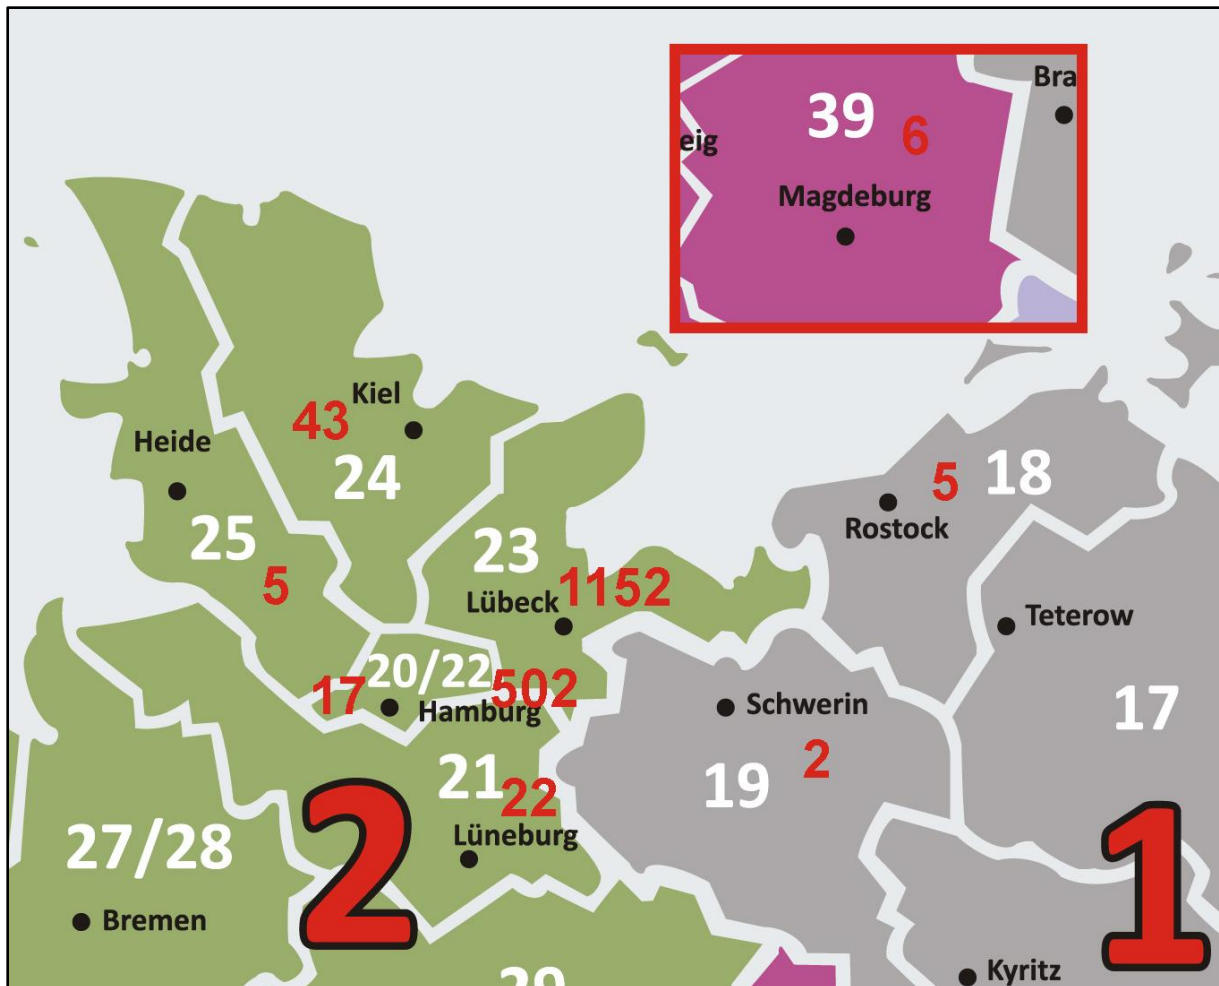 Bra
39
6
eig
Magdeburg
Kiel
43
Heide
24
18
5
Rostock
25
5
23
1152
Lübeck
Teterow
20/22
17
502
Hamburg
Schwerin
17
2
19
21
22
Lüneburg
27/28
2
1
Bremen
Kyritz